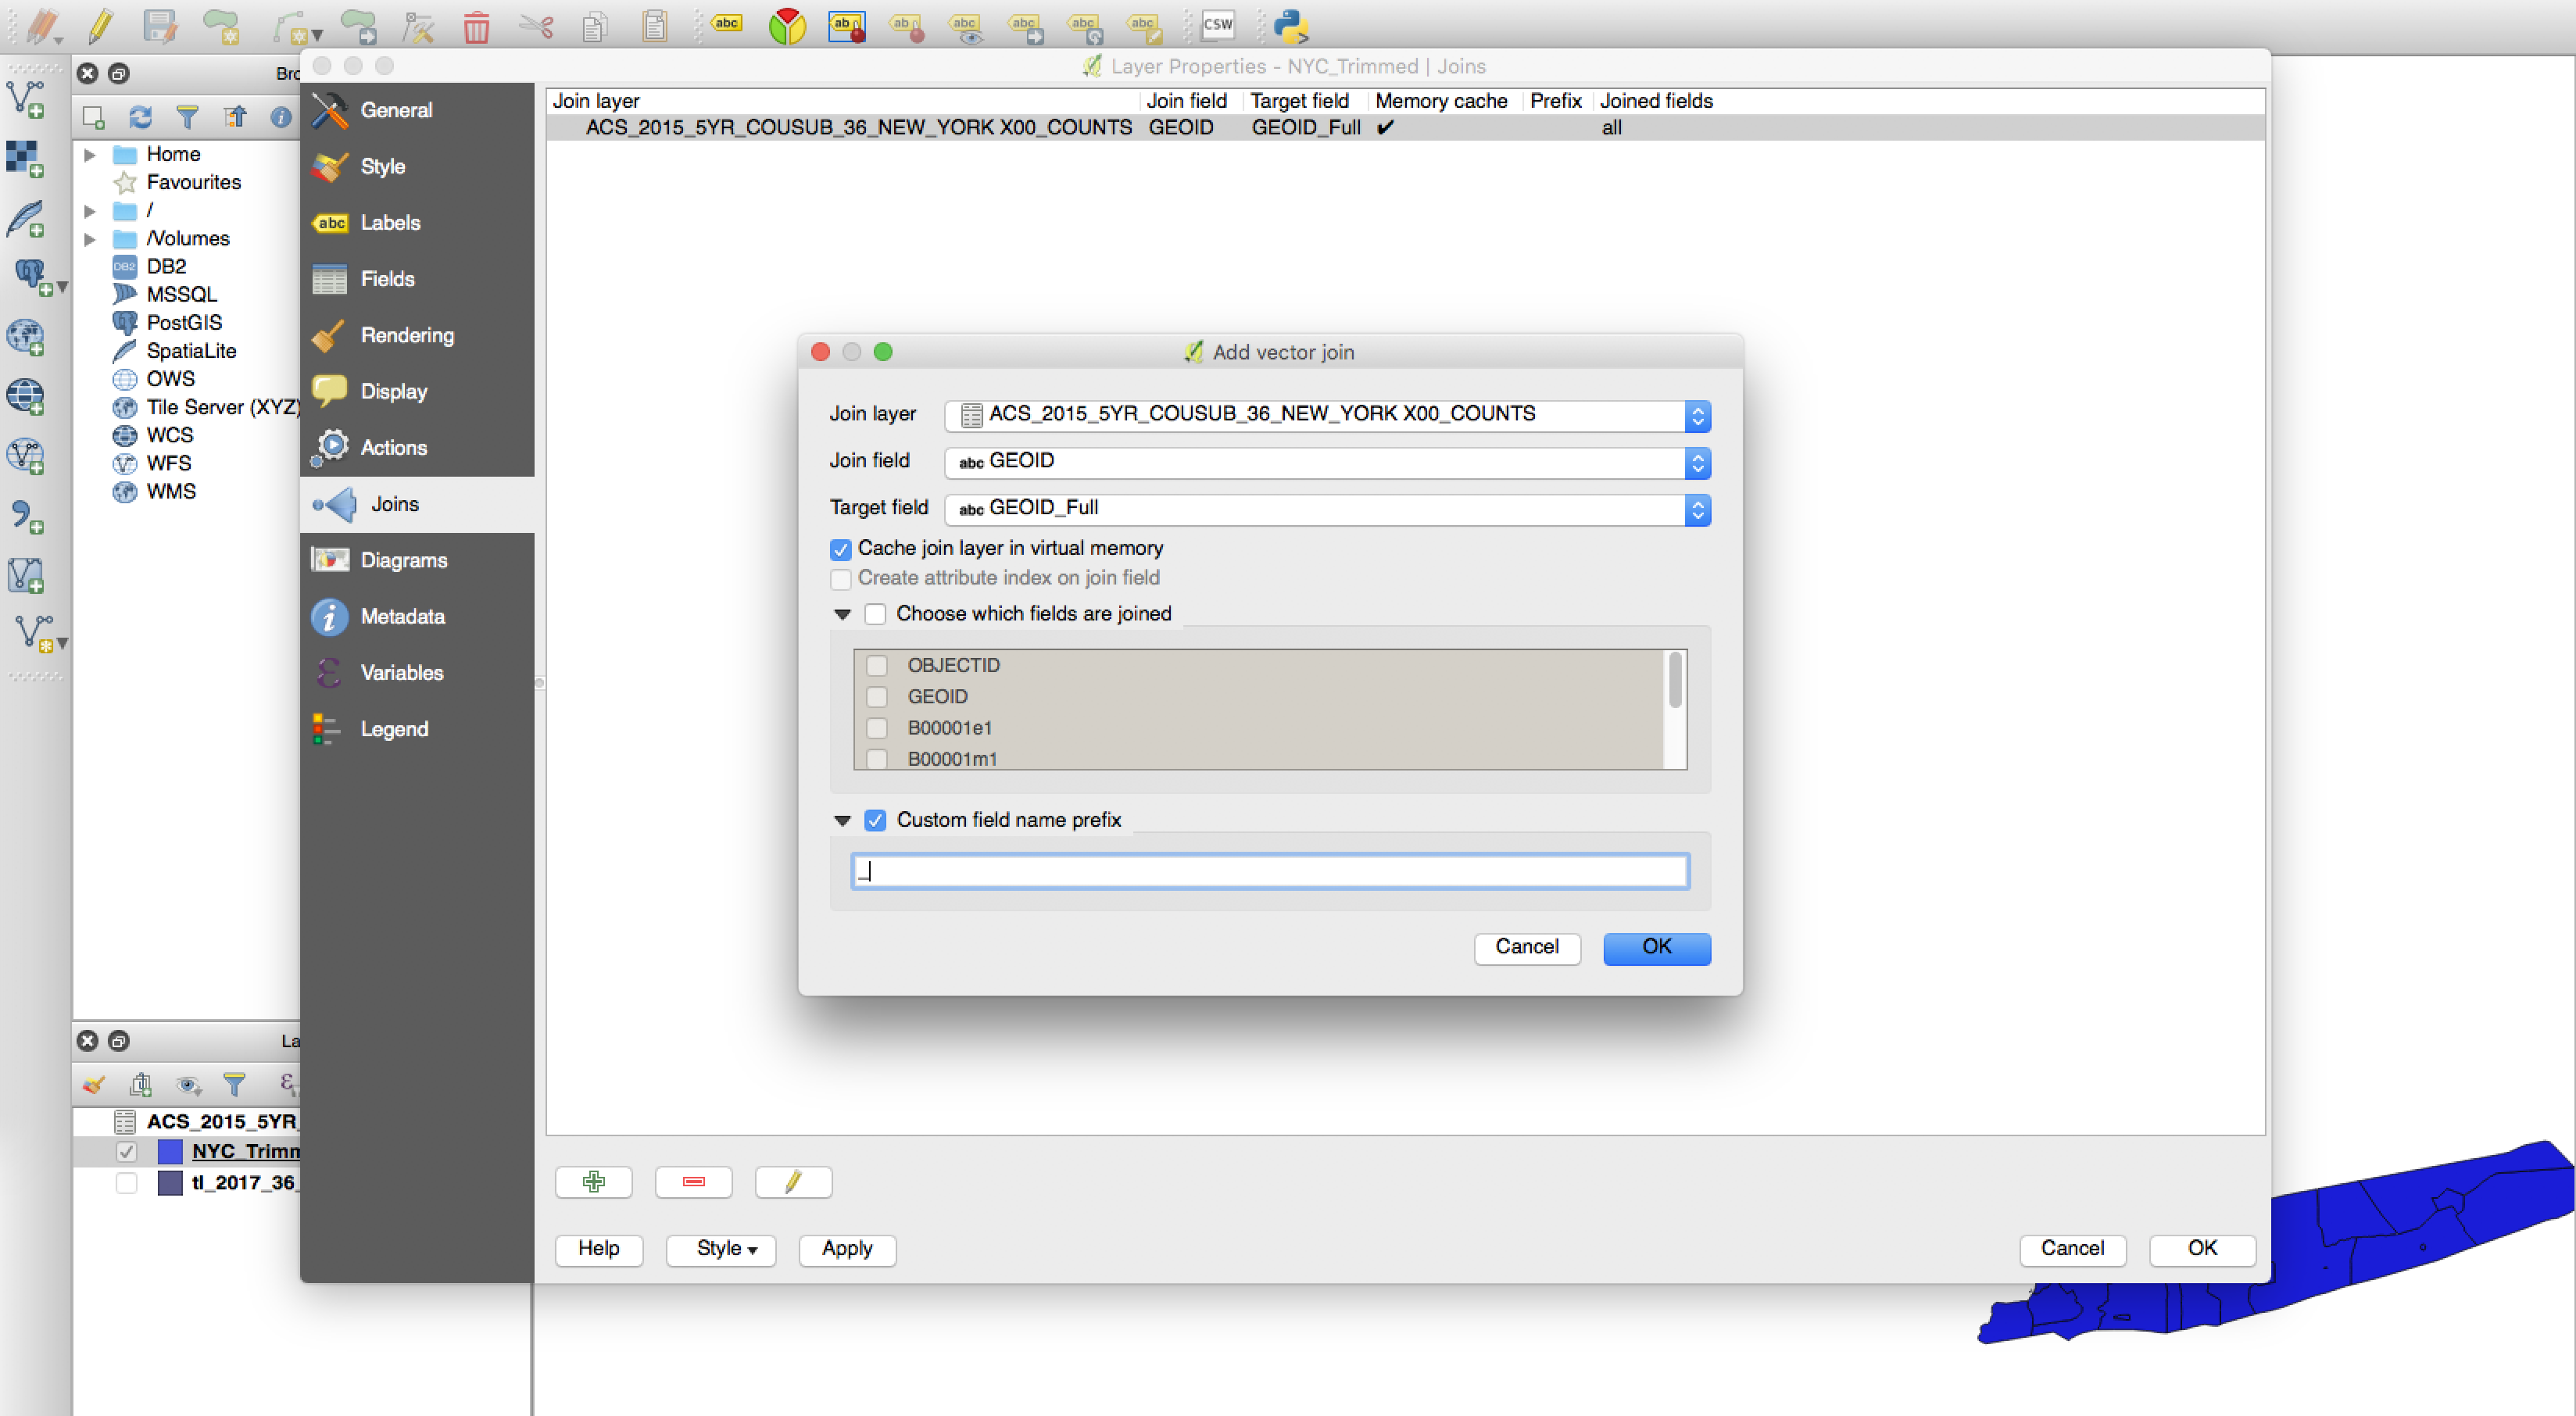 abc
ab
ab
abc
abc
abc
abc
CSW
Bro
Layer Properties - NYC_Trimmed | Joins
Home
Favourites
/
/Volumes
DB2
DB2
MSSQL
PostGIS
SpatiaLite
OWS
Tile Server (XYZ)
WCS
WFS
WMS
General
Style
abc Labels
Fields
Rendering
Display
Actions
Joins
Diagrams
Metadata
Variables
Legend
Join layer Join field Target field Memory cache Prefix Joined fields
ACS_2015_5YR_COUSUB_36_NEW_YORK X00_COUNTS GEOID GEOID_Full ✔ all
Add vector join
Join layer ACS_2015_5YR_COUSUB_36_NEW_YORK X00_COUNTS
Join field abc GEOID
Target field abc GEOID_Full
Cache join layer in virtual memory
Create attribute index on join field
Choose which fields are joined
OBJECTID
GEOID
B00001e1
B00001m1
Custom field name prefix
_
Cancel OK
La
ACS_2015_5YR_
NYC_Trimm
tl_2017_36_
Help Style Apply Cancel OK